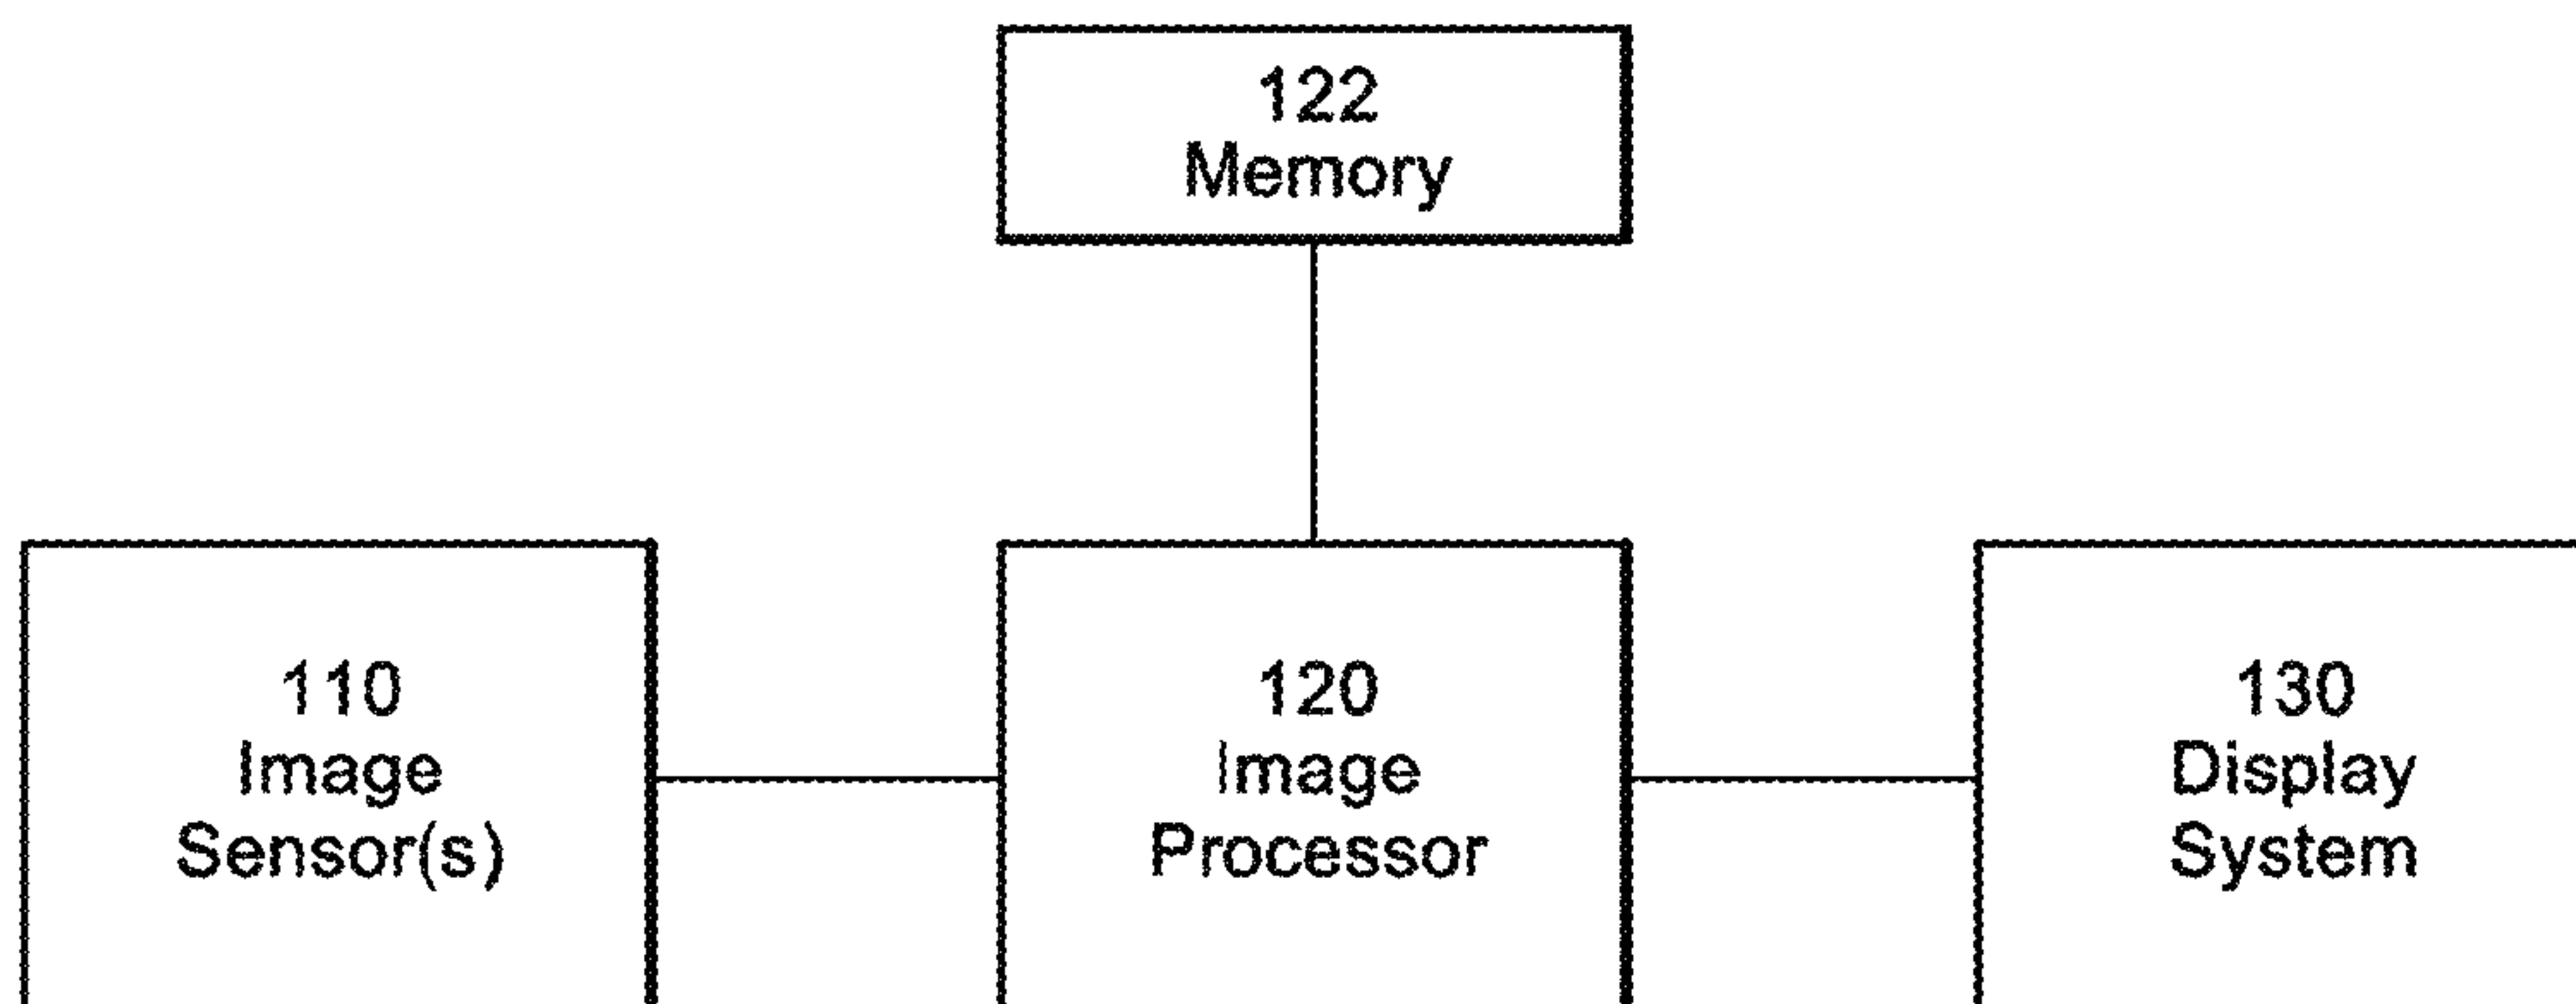 122
Memory
110
Image
Sensor(s)
120
Image
Processor
130
Display
System